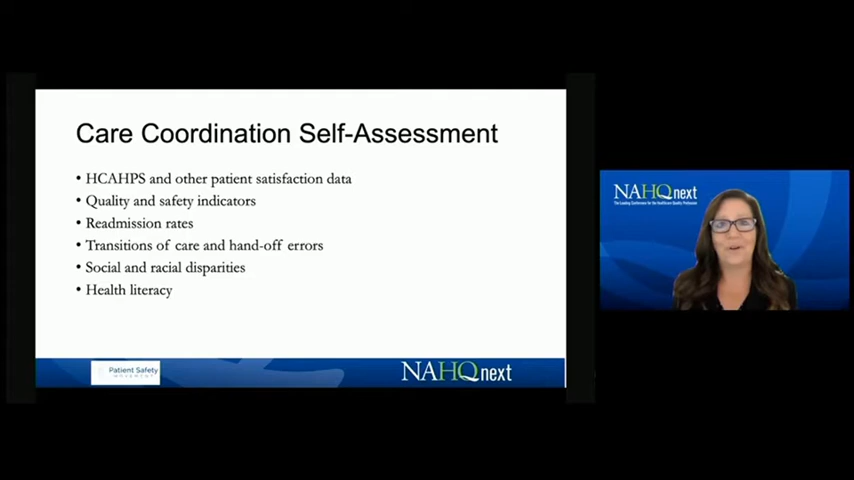 Care Coordination Self-Assessment
• HCAHPS and other patient satisfaction data
• Quality and safety indicators
• Readmission rates
• Transitions of care and hand-off errors
• Social and racial disparities
• Health literacy
Patient Safety
MOVEMENT
NAHQnext
NAHQnext
The Leading Conference for the Healthcare Quality Profession